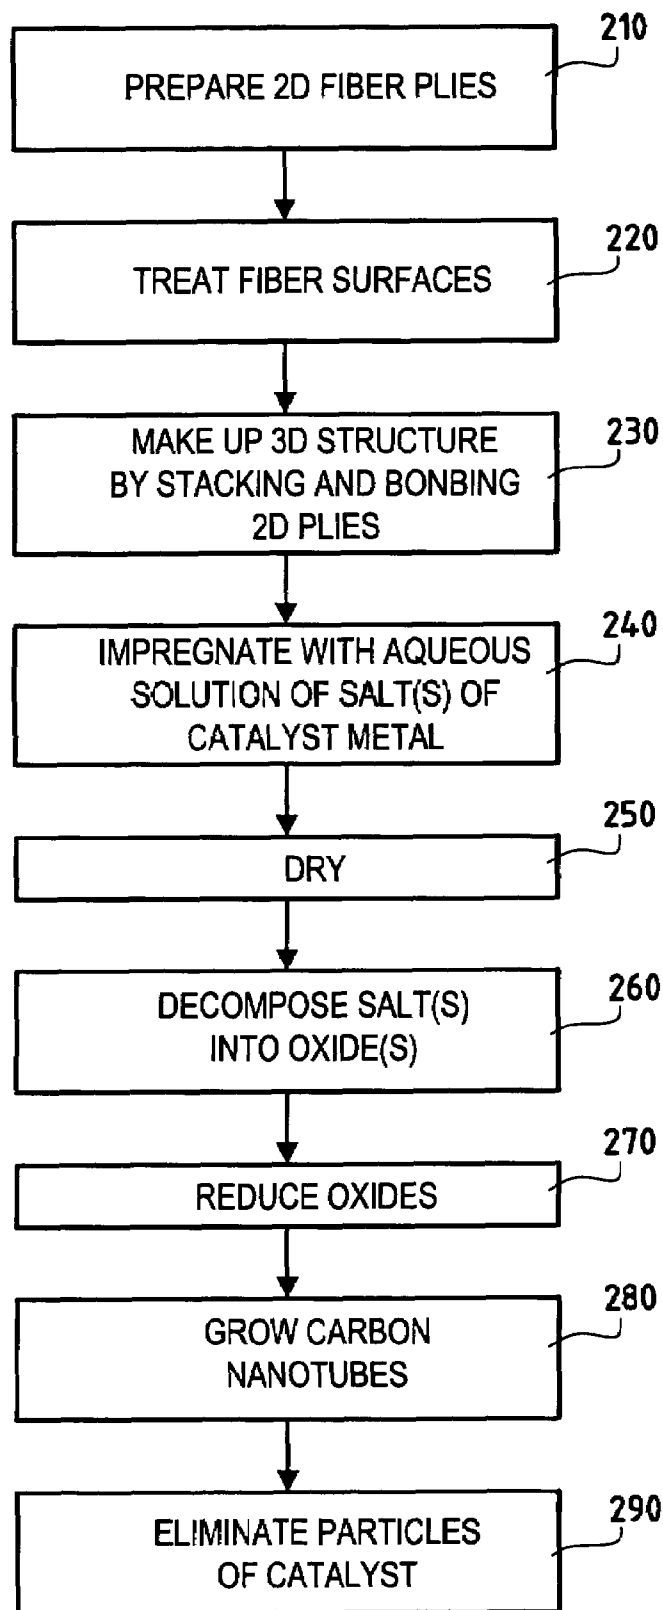 210
PREPARE 2D FIBER PLIES
220
TREAT FIBER SURFACES
230
MAKE UP 3D STRUCTURE
BY STACKING AND BONBING
2D PLIES
240
IMPREGNATE WITH AQUEOUS
SOLUTION OF SALT(S) OF
CATALYST METAL
250
DRY
260
DECOMPOSE SALT(S)
INTO OXIDE(S)
270
REDUCE OXIDES
280
GROW CARBON
NANOTUBES
290
ELIMINATE PARTICLES
OF CATALYST